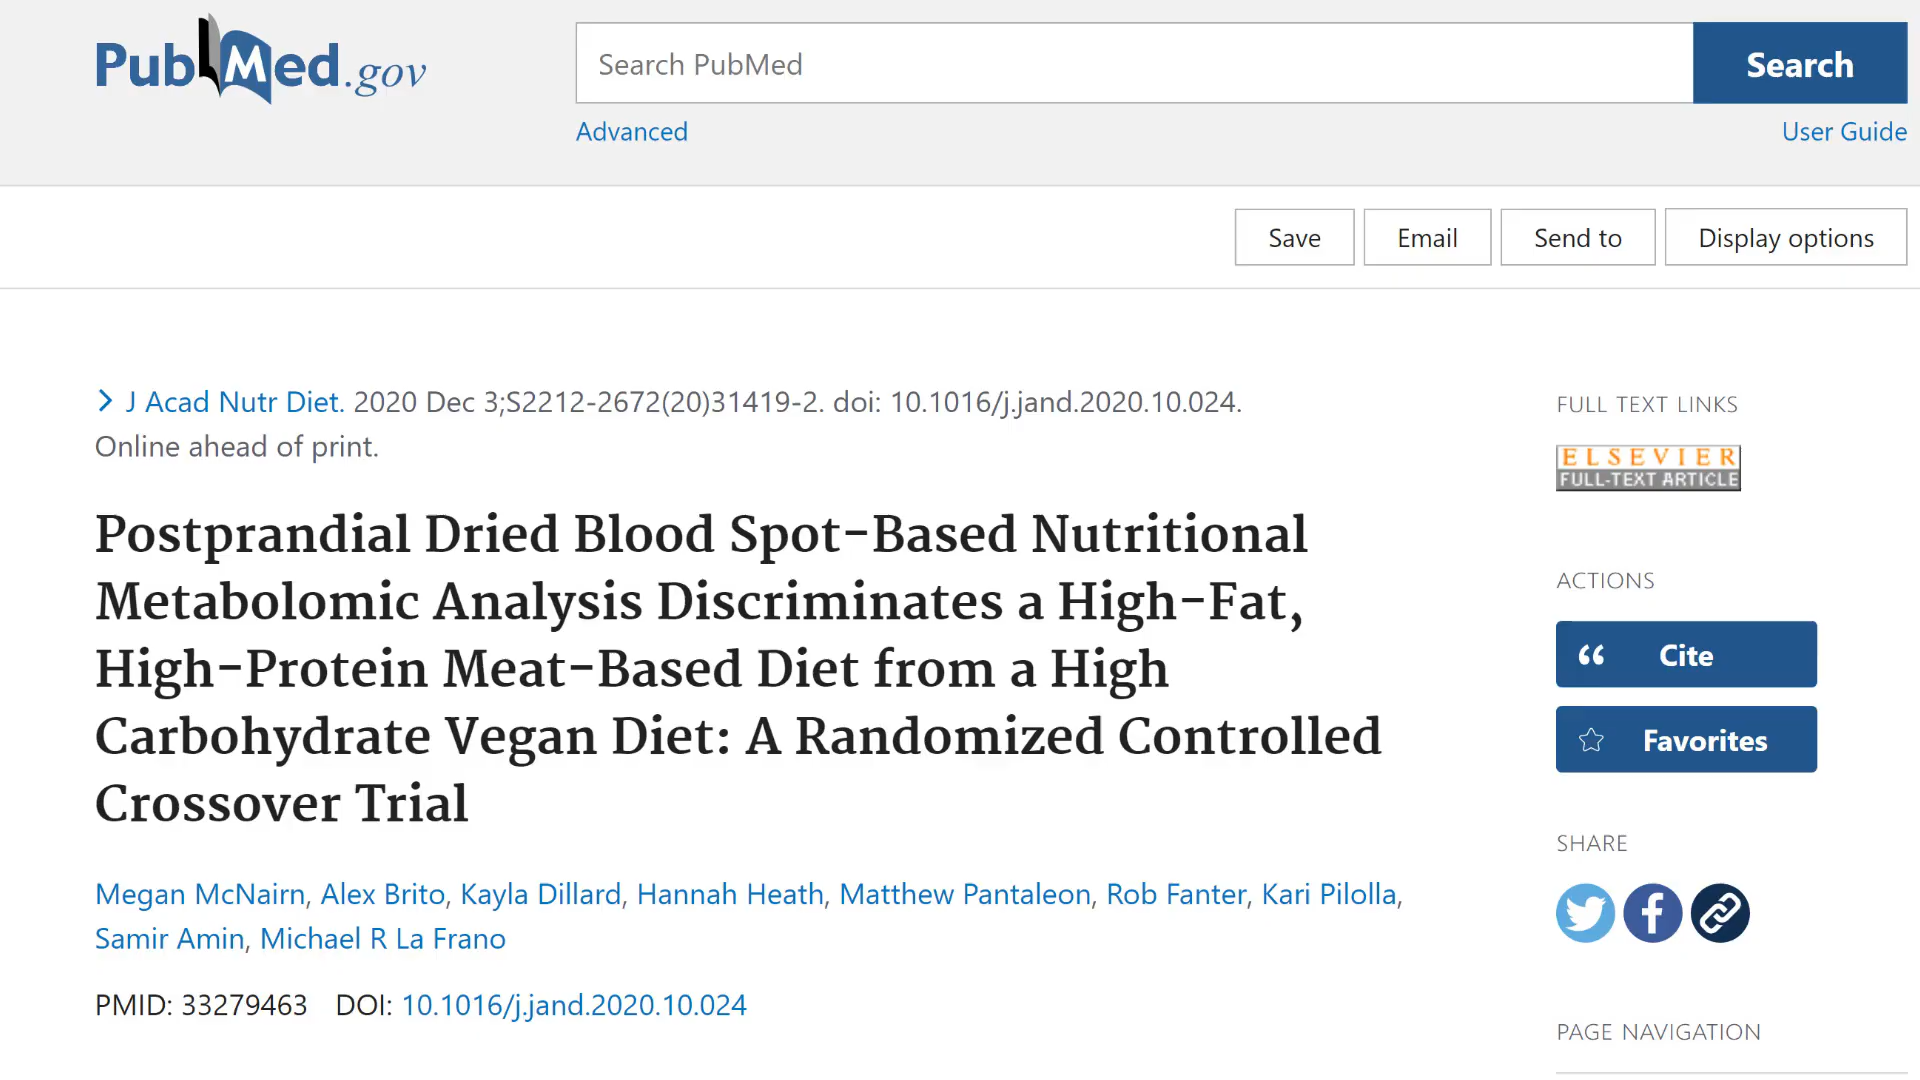 PubMed.gov
Search PubMed
Search
Advanced
User Guide
Save
Email
Send to
Display options
J Acad Nutr Diet. 2020 Dec 3;S2212-2672(20)31419-2. doi: 10.1016/j.jand.2020.10.024.
Online ahead of print.
Postprandial Dried Blood Spot-Based Nutritional
Metabolomic Analysis Discriminates a High-Fat,
High-Protein Meat-Based Diet from a High
Carbohydrate Vegan Diet: A Randomized Controlled
Crossover Trial
Megan McNairn, Alex Brito, Kayla Dillard, Hannah Heath, Matthew Pantaleon, Rob Fanter, Kari Pilolla,
Samir Amin, Michael R La Frano
PMID: 33279463 DOI: 10.1016/j.jand.2020.10.024
FULL TEXT LINKS
ELSEVIER
FULL-TEXT ARTICLE
ACTIONS
Cite
Favorites
SHARE
PAGE NAVIGATION